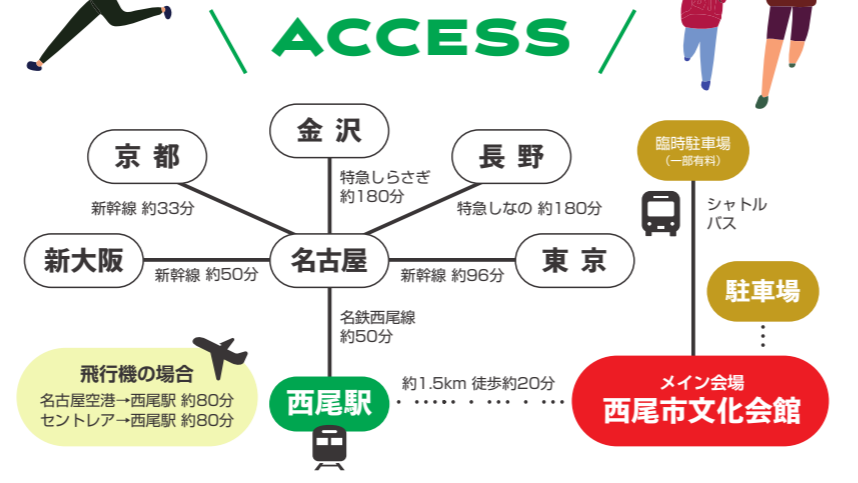 ACCESS
金沢
京都
長野
臨時駐車場
（一部有料）
特急しらさぎ
約180分
新幹線 約33分
特急しなの 約180分
シャトル
バス
新大阪
新幹線 約50分
名古屋
新幹線 約96分
東京
駐車場
名鉄西尾線
約50分
飛行機の場合
名古屋空港→西尾駅 約80分
セントレア→西尾駅 約80分
西尾駅
約1.5km 徒歩約20分
メイン会場
西尾市文化会館